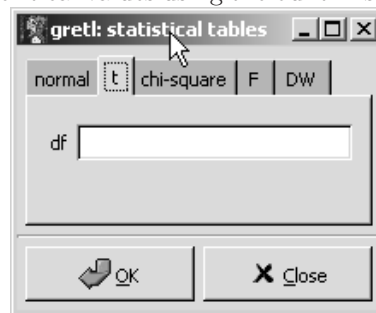 gretl: statistical tables
normal t chi-square F DW
df
OK Close